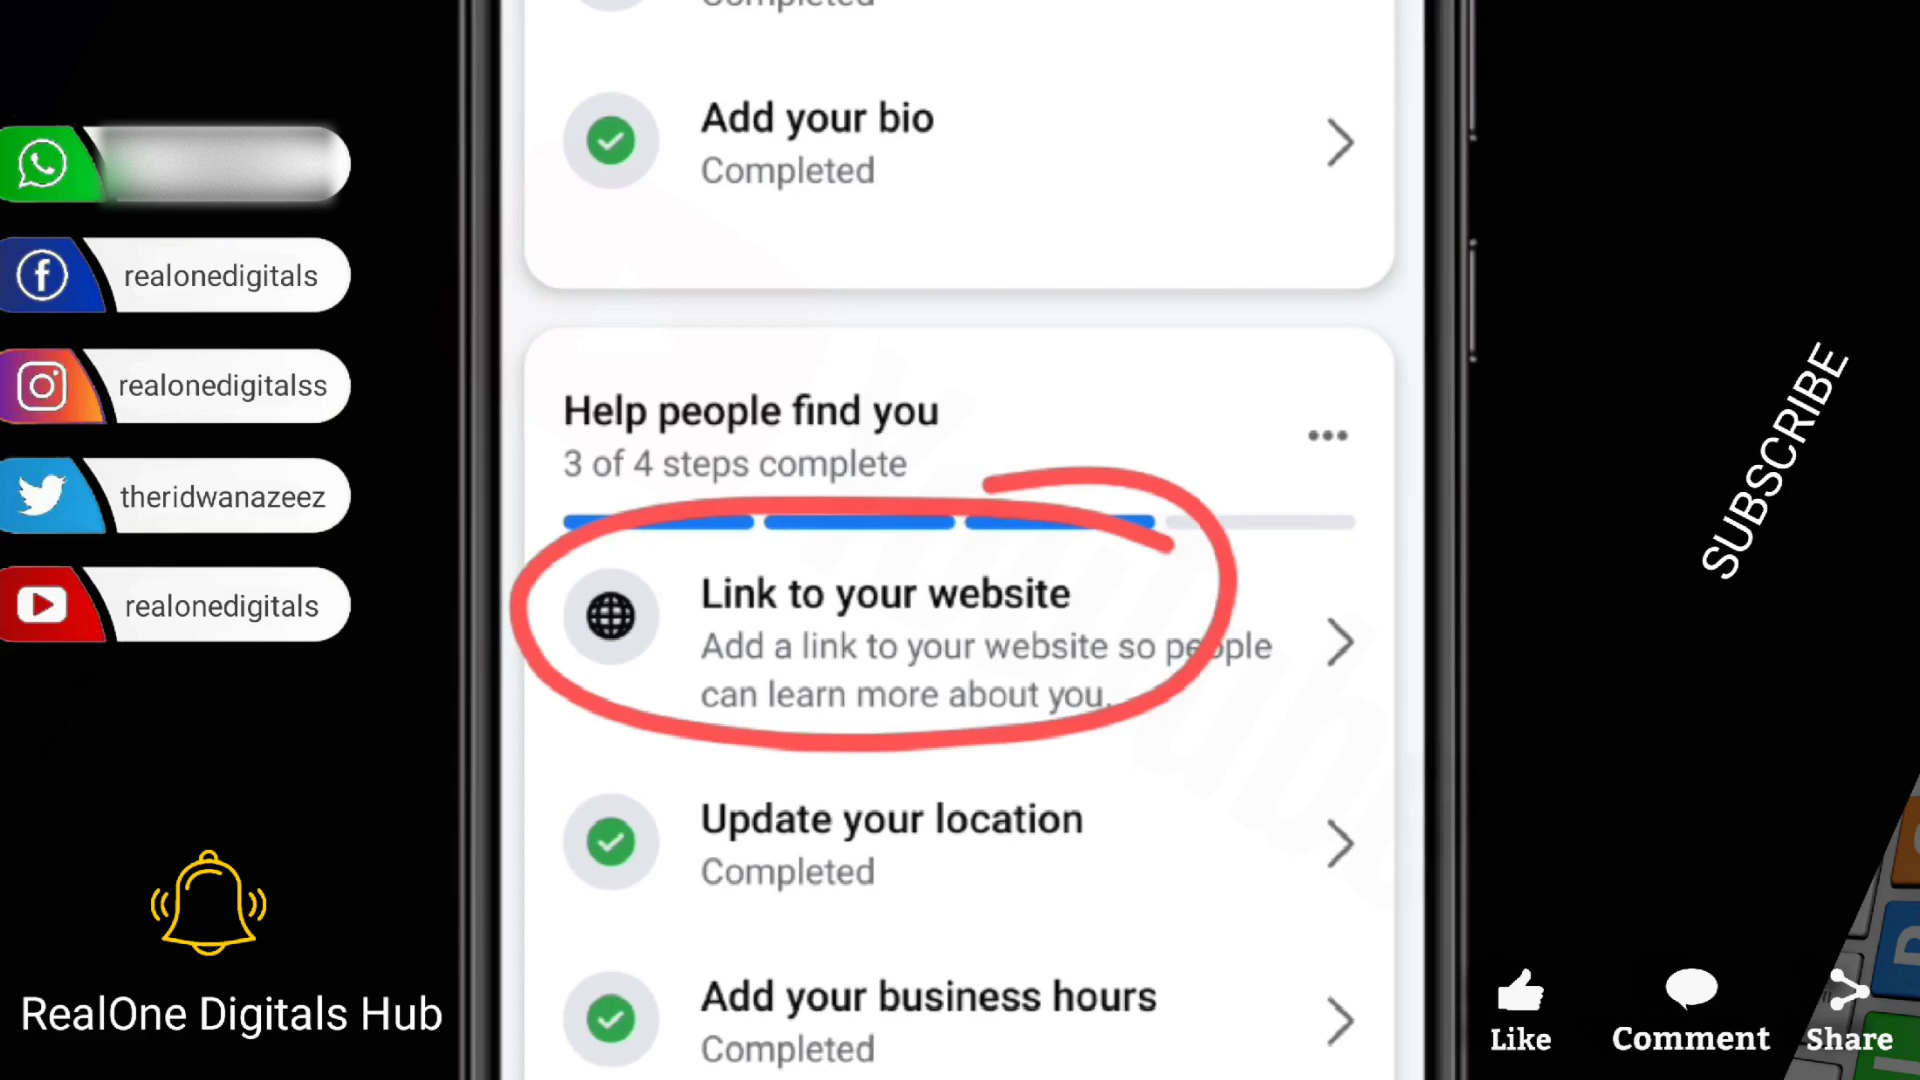 Completed
Add your bio
Completed
realonedigitals
realonedigitalss
theridwanazeez
realonedigitals
RealOne Digitals Hub
Help people find you
3 of 4 steps complete
Link to your website
Add a link to your website so people
can learn more about you.
Update your location
Completed
Add your business hours
Completed
SUBSCRIBE
Like
Comment
Share